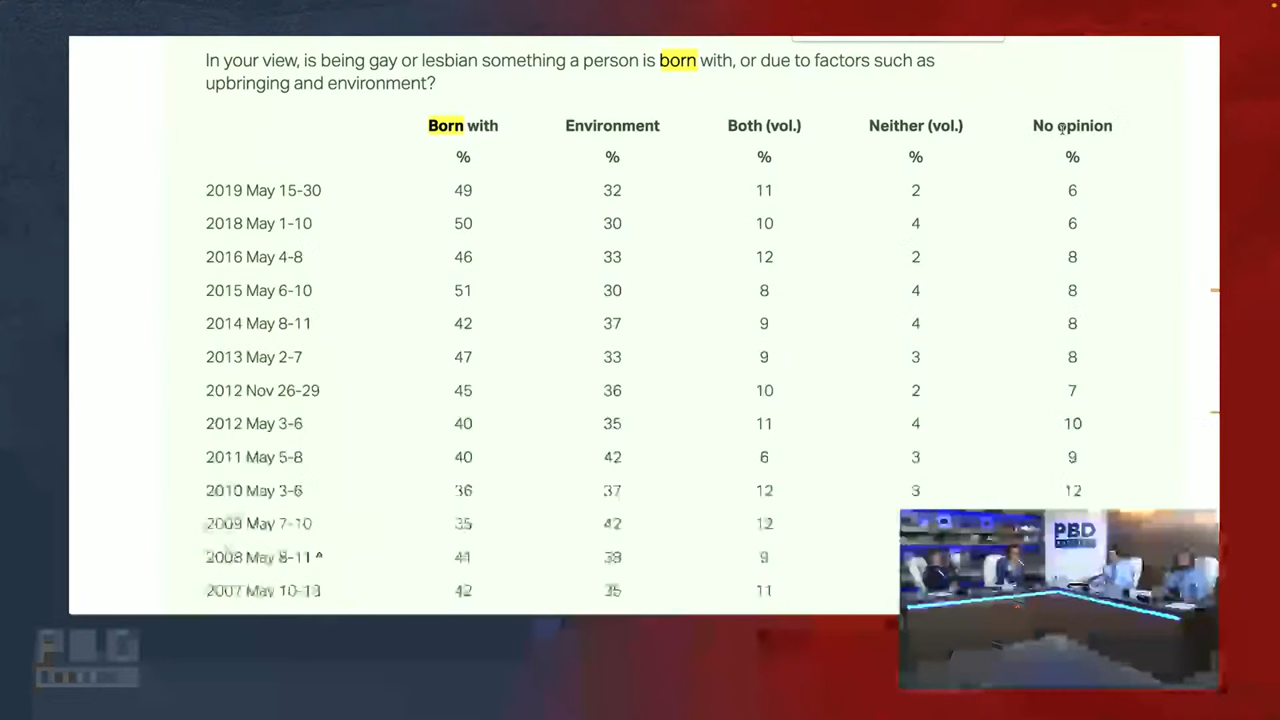 In your view, is being gay or lesbian something a person is born with, or due to factors such as
upbringing and environment?
Born with Environment Both (vol.) Neither (vol.) No opinion
% % % % %
2019 May 15-30 49 32 11 2 6
2018 May 1-10 50 30 10 4 6
2016 May 4-8 46 33 12 2 8
2015 May 6-10 51 30 8 4 8
2014 May 8-11 42 37 9 4 8
2013 May 2-7 47 33 9 3 8
2012 Nov 26-29 45 36 10 2 7
2012 May 3-6 40 35 11 4 10
2011 May 5-8 40 42 6 3 9
2010 May 3-6 36 37 12 3 12
2009 May 7-10 35 42 12
2008 May 8-11 ^ 41 38 9
2007 May 10-13 42 35 11
PBD